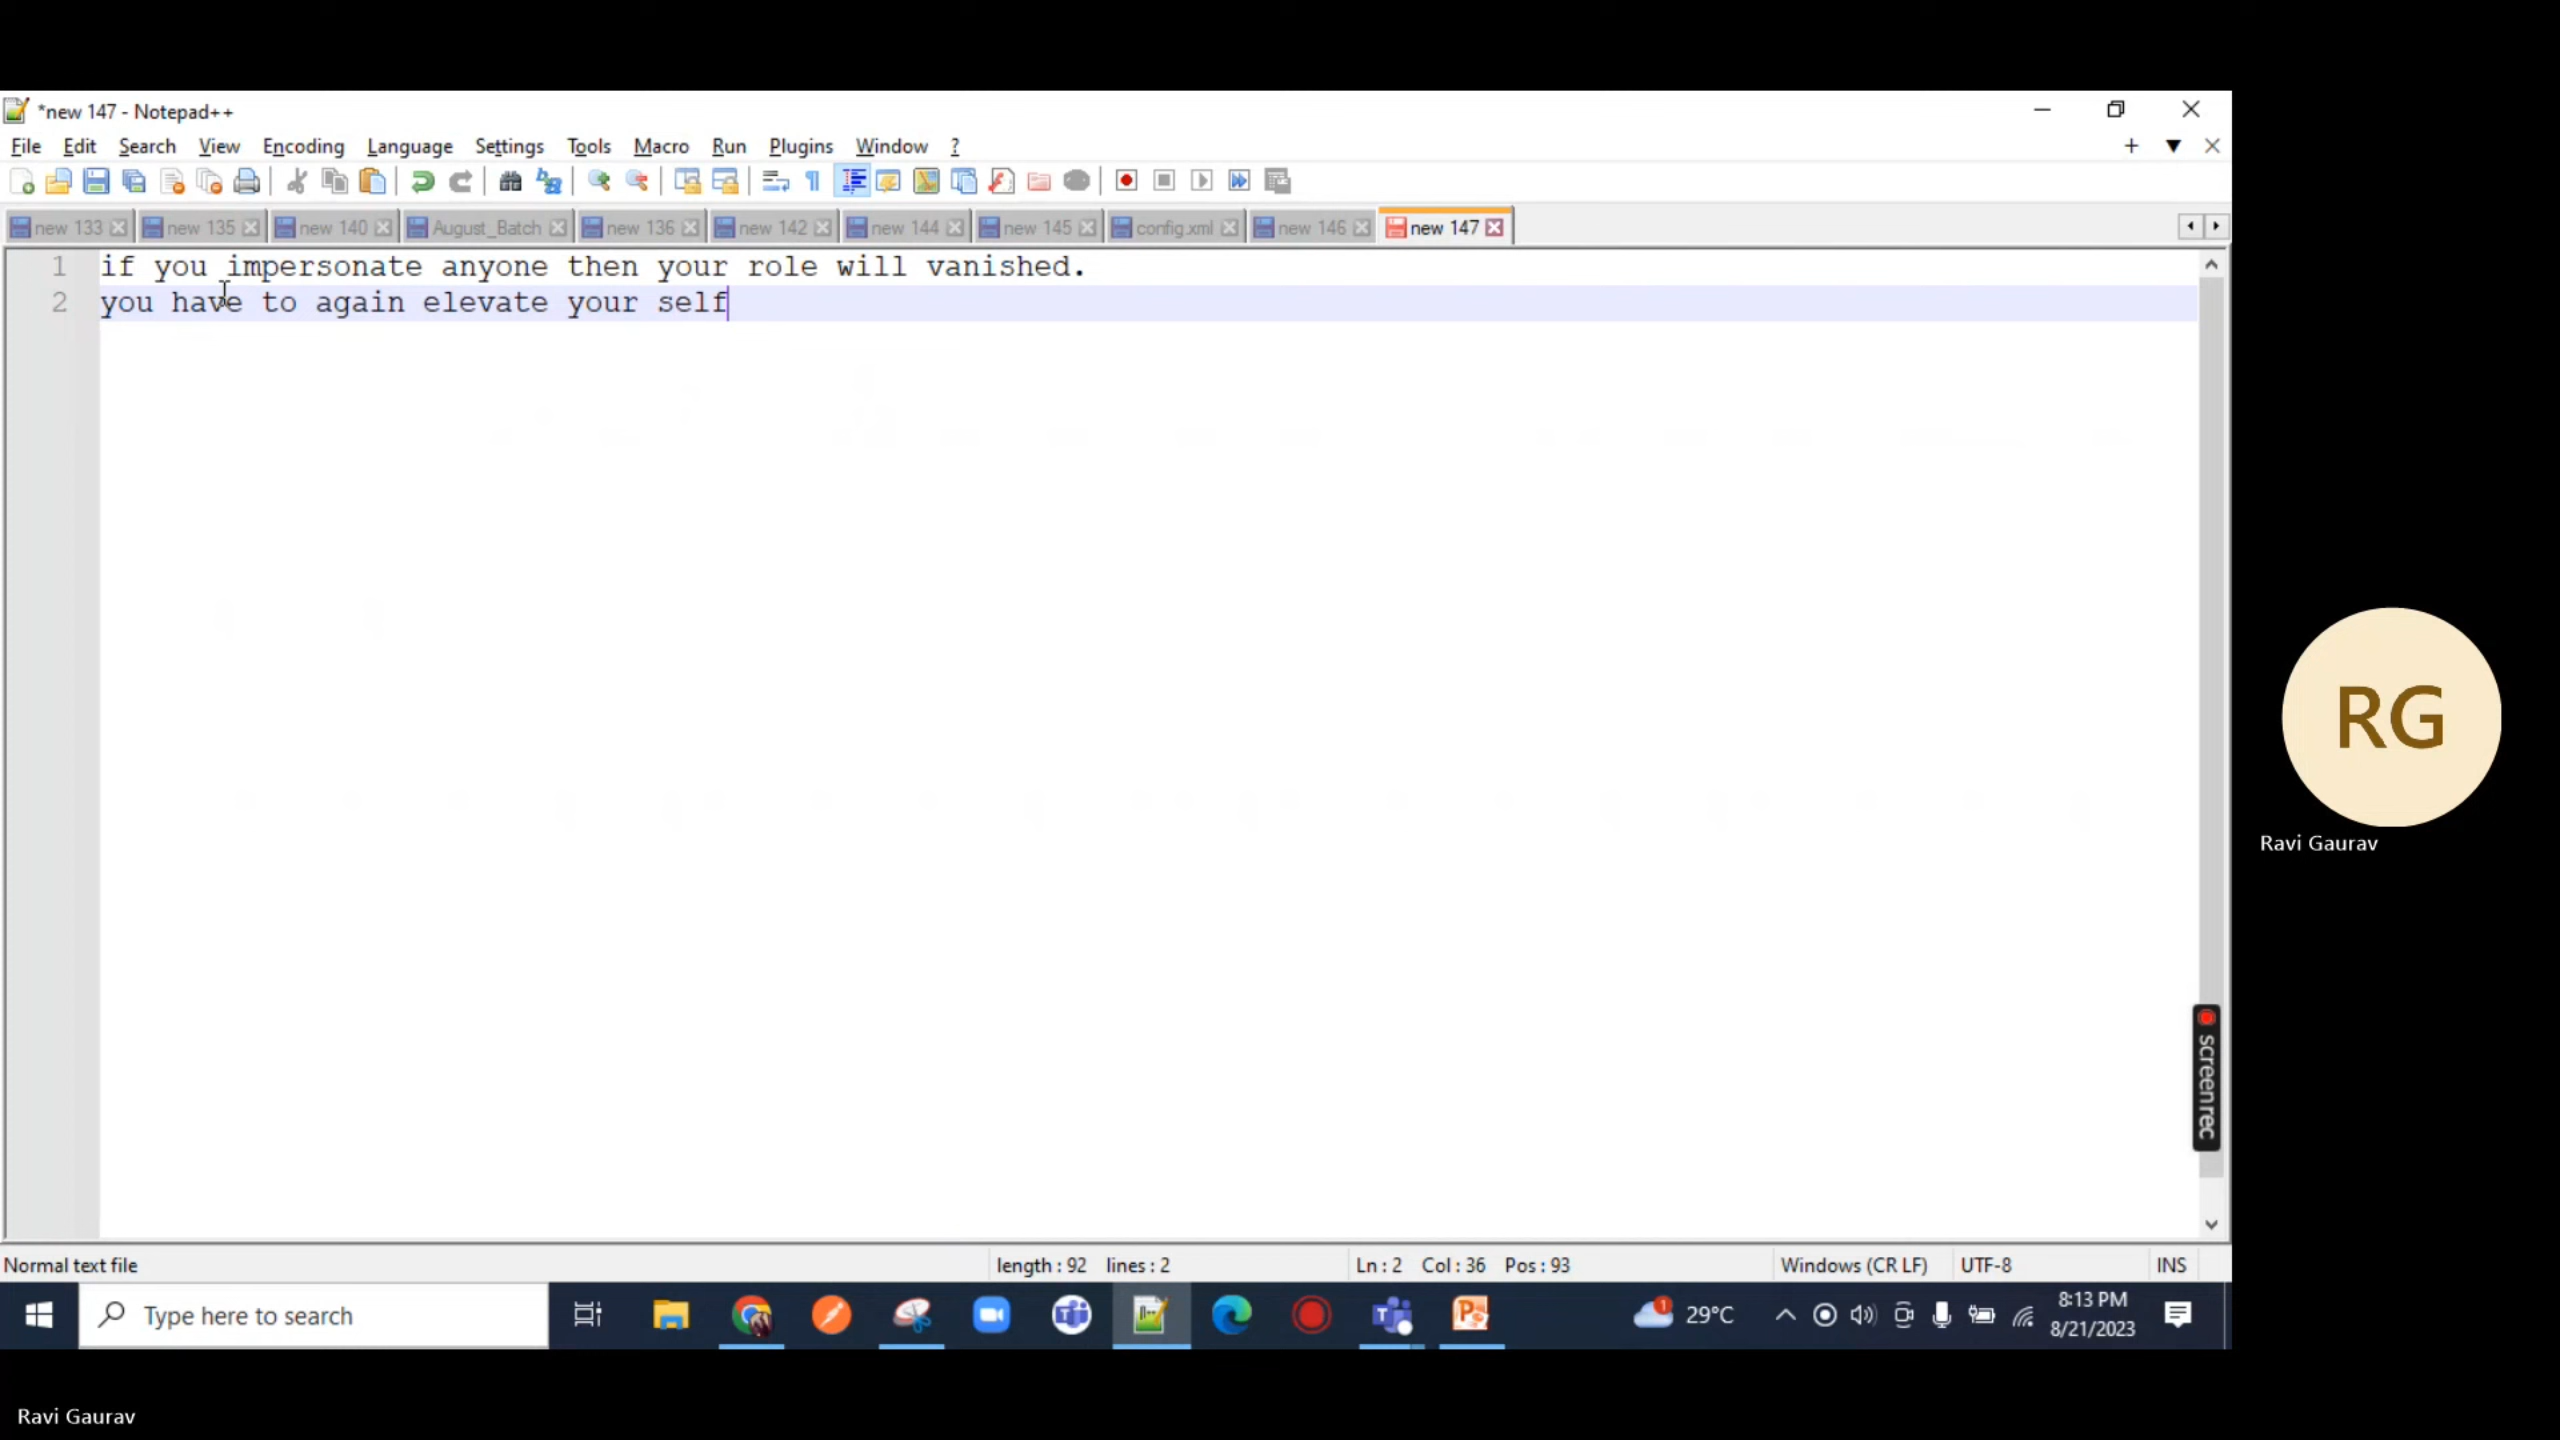 *new 147 - Notepad++
File Edit Search View Encoding Language Settings Tools Macro Run Plugins Window ?
new 133 new 135 new 140 August_Batch new 136 new 142 new 144 new 145 config.xml new 146 new 147
1 if you impersonate anyone then your role will vanished.
2 you have to again elevate your self
RG
Ravi Gaurav
screenrec
Normal text file length : 92 lines : 2 Ln : 2 Col : 36 Pos : 93 Windows (CR LF) UTF-8 INS
Type here to search
1 29°C
8:13 PM
8/21/2023
Ravi Gaurav